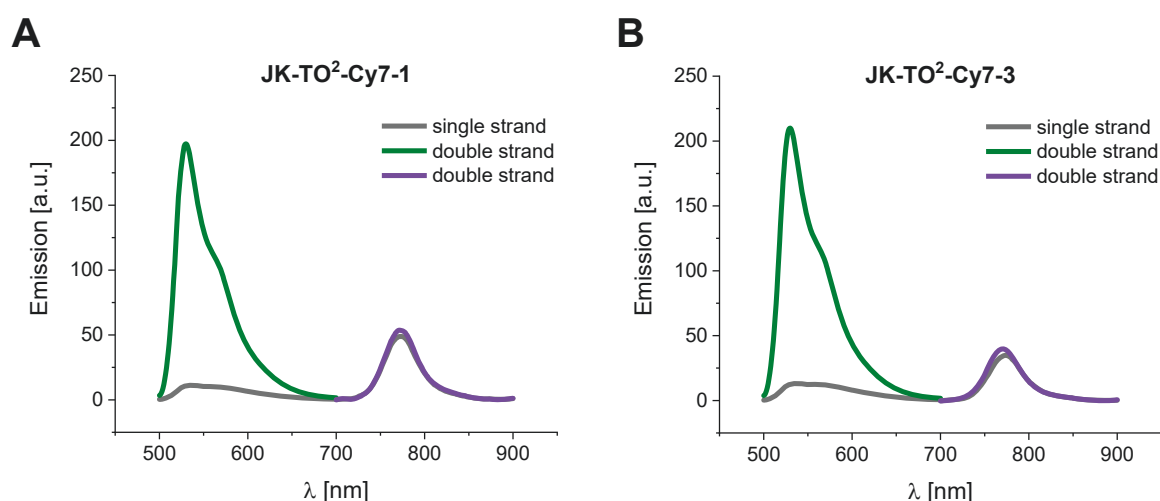 A
JK-TO²-Cy7-1
250
200
150
100
50
0
Emission [a.u.]
single strand
double strand
double strand
500
600
700
800
900
λ [nm]
B
JK-TO²-Cy7-3
250
200
150
100
50
0
Emission [a.u.]
single strand
double strand
double strand
500
600
700
800
900
λ [nm]